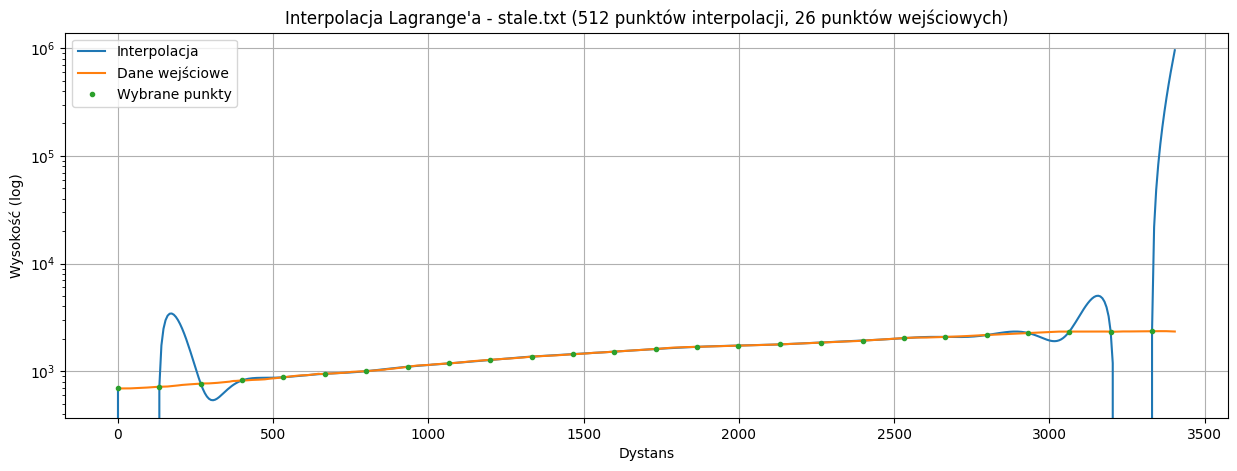 Interpolacja Lagrange'a - stale.txt (512 punktów interpolacji, 26 punktów wejściowych)
Interpolacja
Dane wejściowe
Wybrane punkty
Wysokość (log)
10⁶
10⁵
10⁴
10³
0
500
1000
1500
2000
2500
3000
3500
Dystans